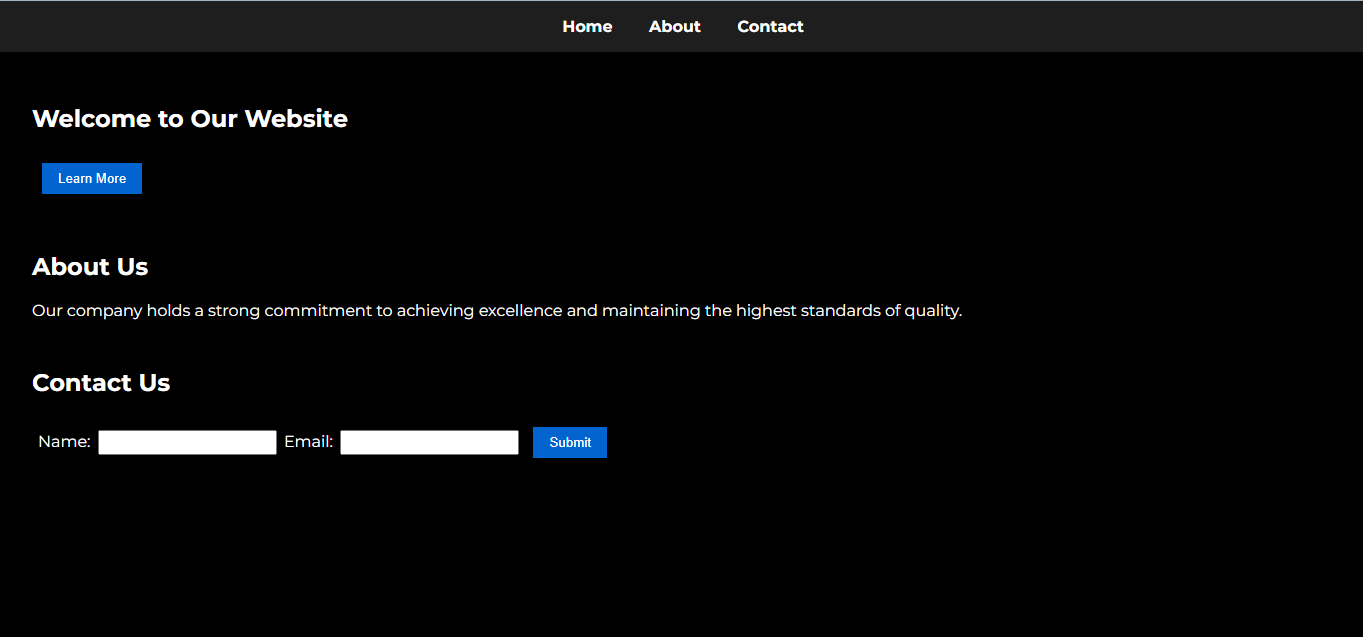 Home About Contact
Welcome to Our Website
Learn More
About Us
Our company holds a strong commitment to achieving excellence and maintaining the highest standards of quality.
Contact Us
Name: Email: Submit